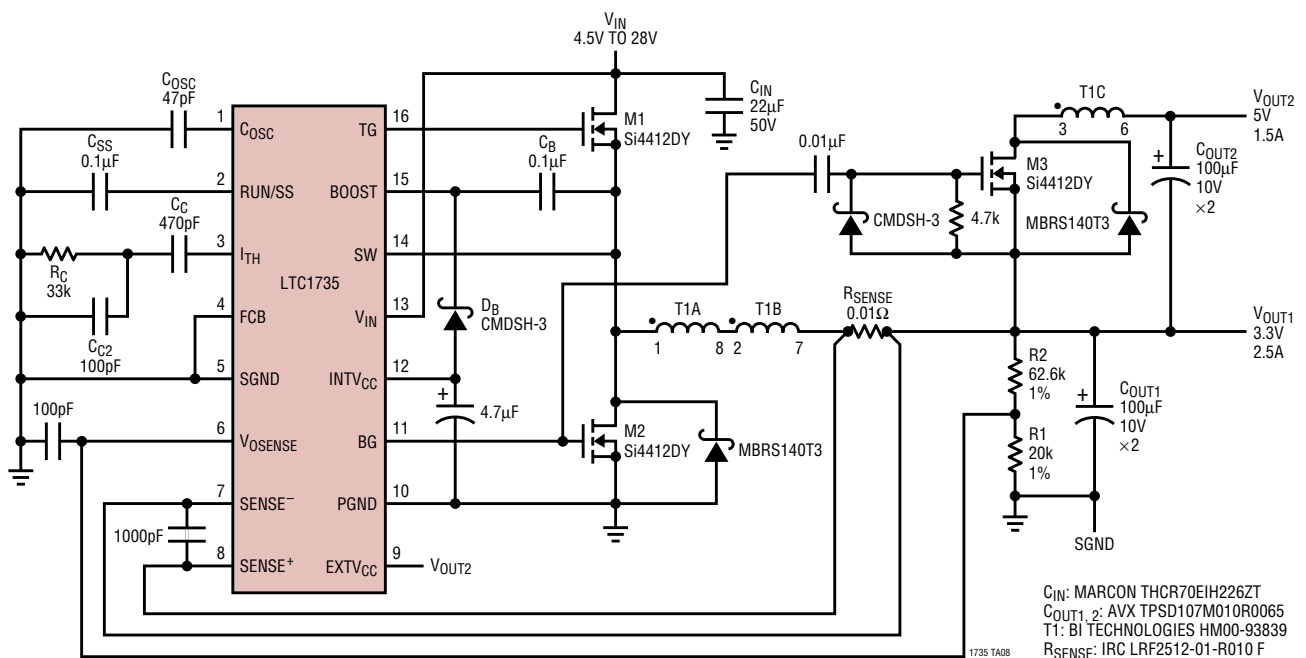 VIN
4.5V TO 28V
COSC
47pF
CSS
0.1µF
CC
470pF
RC
33k
CC2
100pF
100pF
1000pF
1
2
3
4
5
6
7
8
COSC
RUN/SS
ITH
FCB
SGND
VOSENSE
SENSE–
SENSE+
LTC1735
TG
BOOST
SW
VIN
INTVCC
BG
PGND
EXTVCC
16
15
14
13
12
11
10
9
VOUT2
CB
0.1µF
DB
CMDSH-3
+
4.7µF
M1
Si4412DY
CIN
22µF
50V
M2
Si4412DY
MBRS140T3
T1A
1
8
T1B
2
7
RSENSE
0.01Ω
0.01µF
CMDSH-3
4.7k
M3
Si4412DY
MBRS140T3
T1C
3
6
+
COUT2
100µF
10V
×2
VOUT2
5V
1.5A
VOUT1
3.3V
2.5A
R2
62.6k
1%
R1
20k
1%
+
COUT1
100µF
10V
×2
SGND
CIN: MARCON THCR70EIH226ZT
COUT1, 2: AVX TPSD107M010R0065
T1: BI TECHNOLOGIES HM00-93839
RSENSE: IRC LRF2512-01-R010 F
1735 TA08